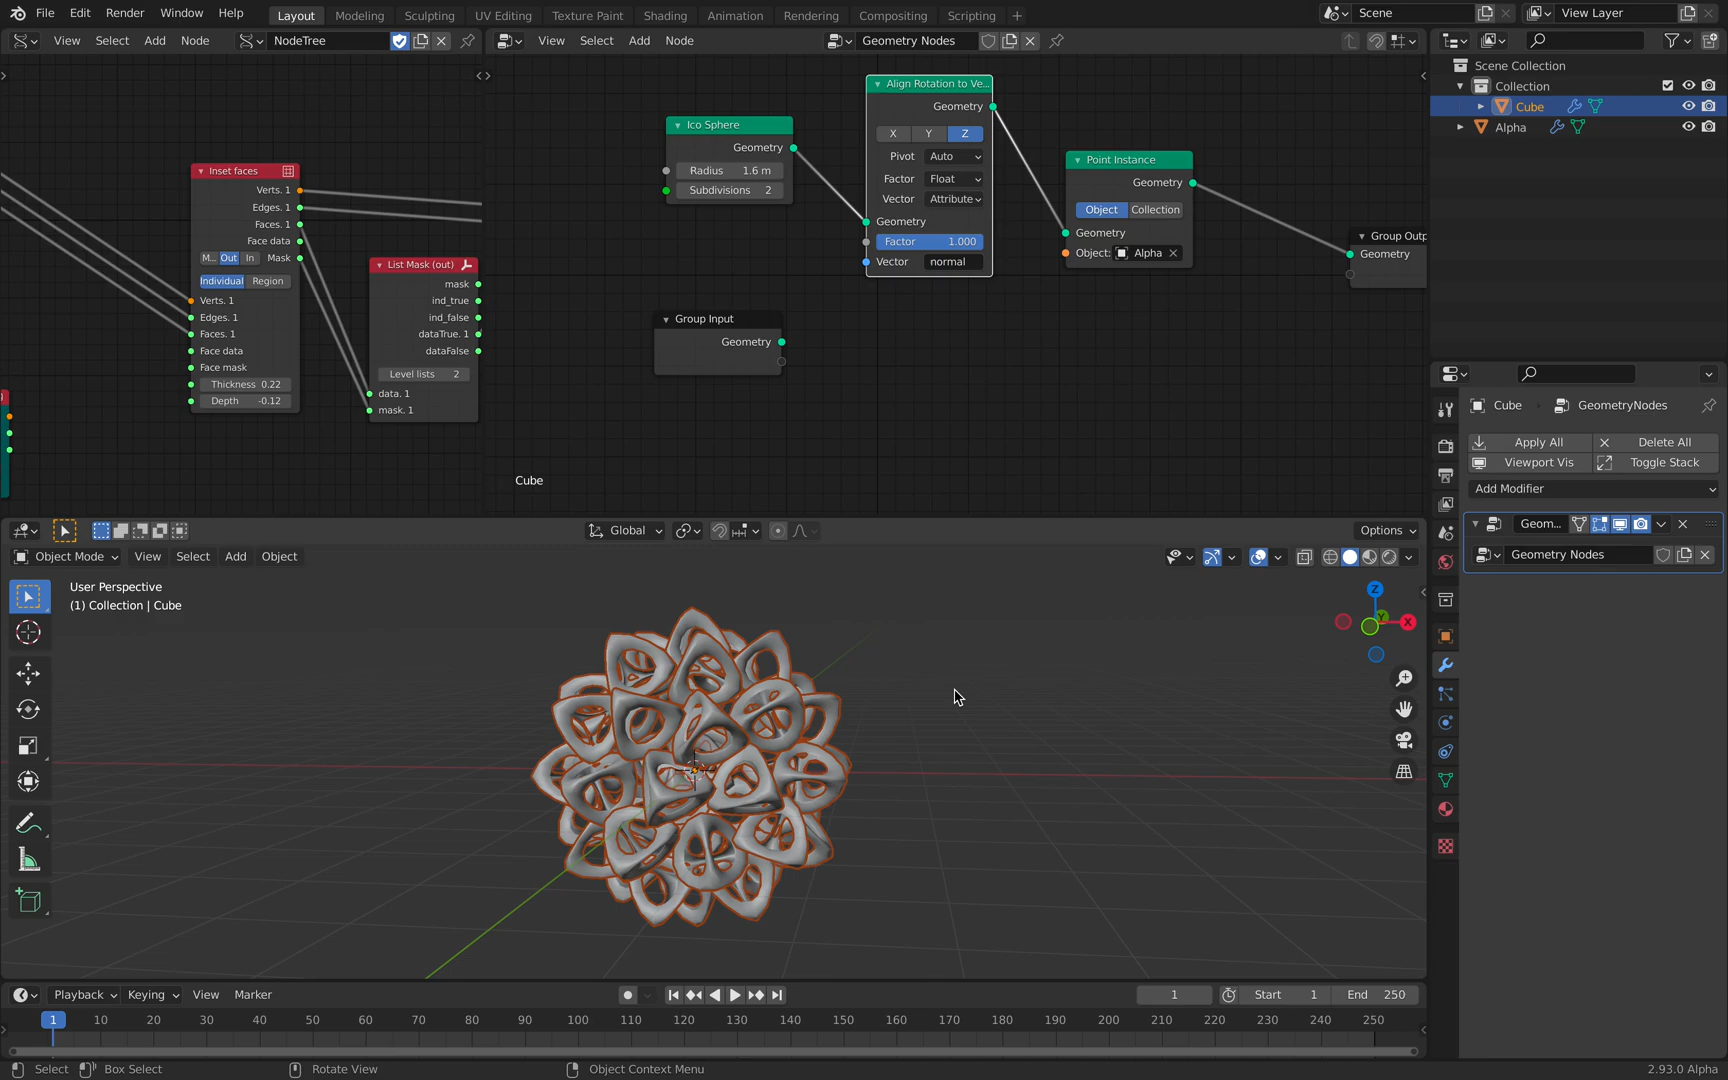 File Edit Render Window Help Layout Modeling Sculpting UV Editing Texture Paint Shading Animation Rendering Compositing Scripting + Scene View Layer
View Select Add Node NodeTree
View Select Add Node Geometry Nodes
Inset faces
Verts. 1
Edges. 1
Faces. 1
Face data
M... Out In Mask
Individual Region
Verts. 1
Edges. 1
Faces. 1
Face data
Face mask
Thickness 0.22
Depth -0.12
List Mask (out)
mask
ind_true
ind_false
dataTrue. 1
dataFalse
Level lists 2
data. 1
mask. 1
Ico Sphere
Geometry
Radius 1.6 m
Subdivisions 2
Group Input
Geometry
Align Rotation to Ve...
Geometry
X Y Z
Pivot Auto
Factor Float
Vector Attribute
Geometry
Factor 1.000
Vector normal
Point Instance
Geometry
Object Collection
Geometry
Object: Alpha
Group Outp
Geometry
Cube
Scene Collection
Collection
Cube
Alpha
Cube GeometryNodes
Apply All Delete All
Viewport Vis Toggle Stack
Add Modifier
Geom...
Geometry Nodes
Global Options
Object Mode View Select Add Object
User Perspective
(1) Collection | Cube
Z
Y
X
Playback Keying View Marker 1 Start 1 End 250
1 10 20 30 40 50 60 70 80 90 100 110 120 130 140 150 160 170 180 190 200 210 220 230 240 250
Select Box Select Rotate View Object Context Menu 2.93.0 Alpha